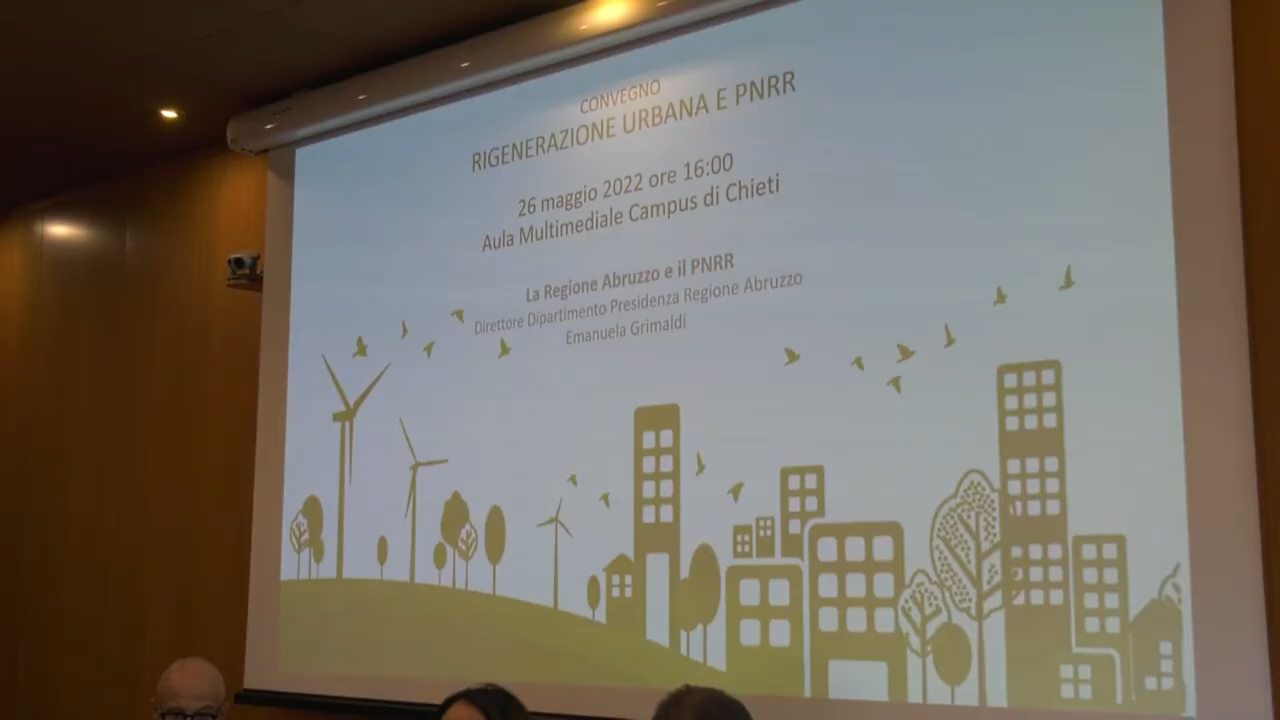 CONVEGNO
RIGENERAZIONE URBANA E PNRR
26 maggio 2022 ore 16:00
Aula Multimediale Campus di Chieti
La Regione Abruzzo e il PNRR
Direttore Dipartimento Presidenza Regione Abruzzo
Emanuela Grimaldi